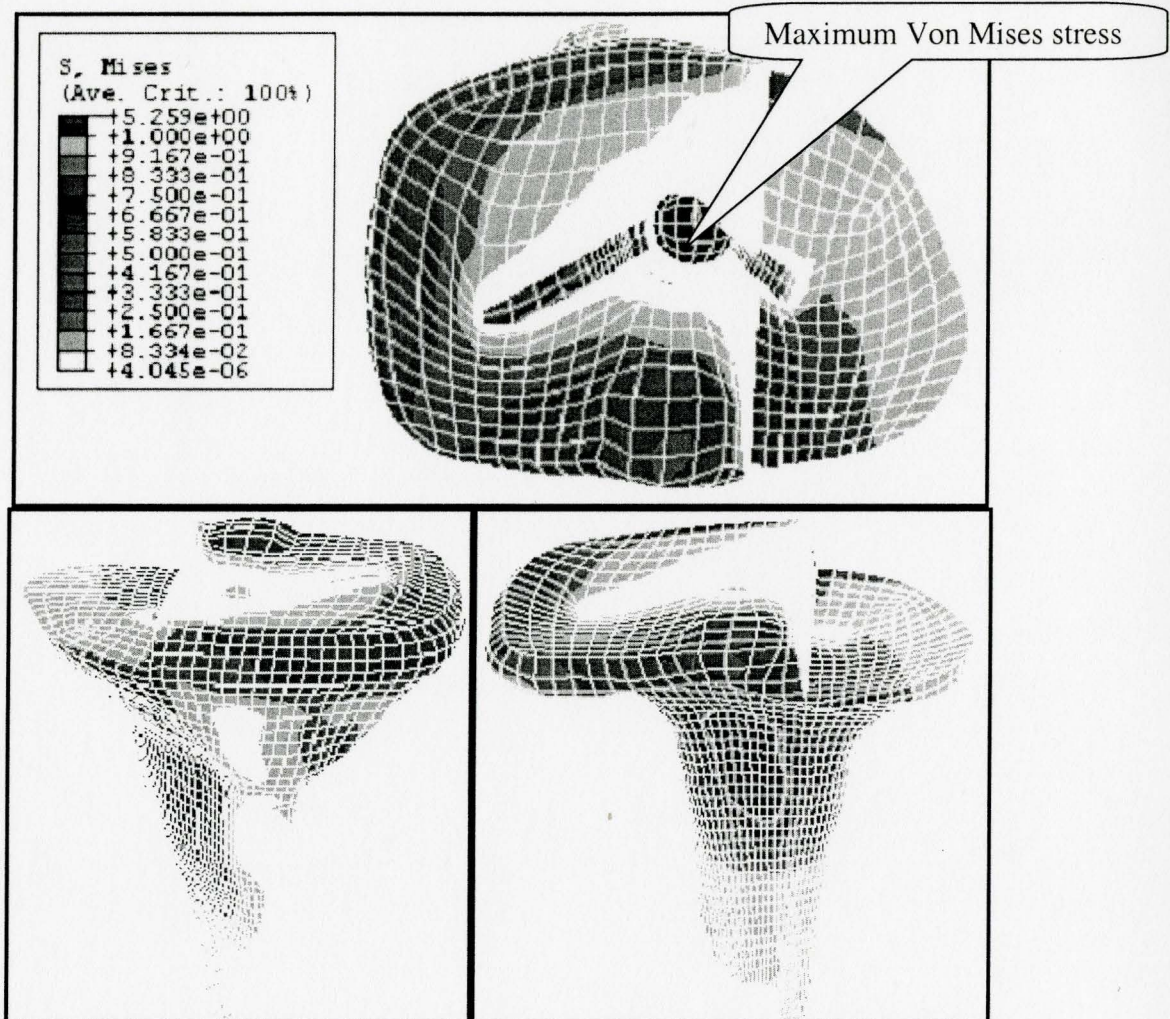 Maximum Von Mises stress
S, Mises
(Ave. Crit.: 100%)
+5.259e+00
+1.000e+00
+9.167e-01
+8.333e-01
+7.500e-01
+6.667e-01
+5.833e-01
+5.000e-01
+4.167e-01
+3.333e-01
+2.500e-01
+1.667e-01
+8.334e-02
+4.045e-06